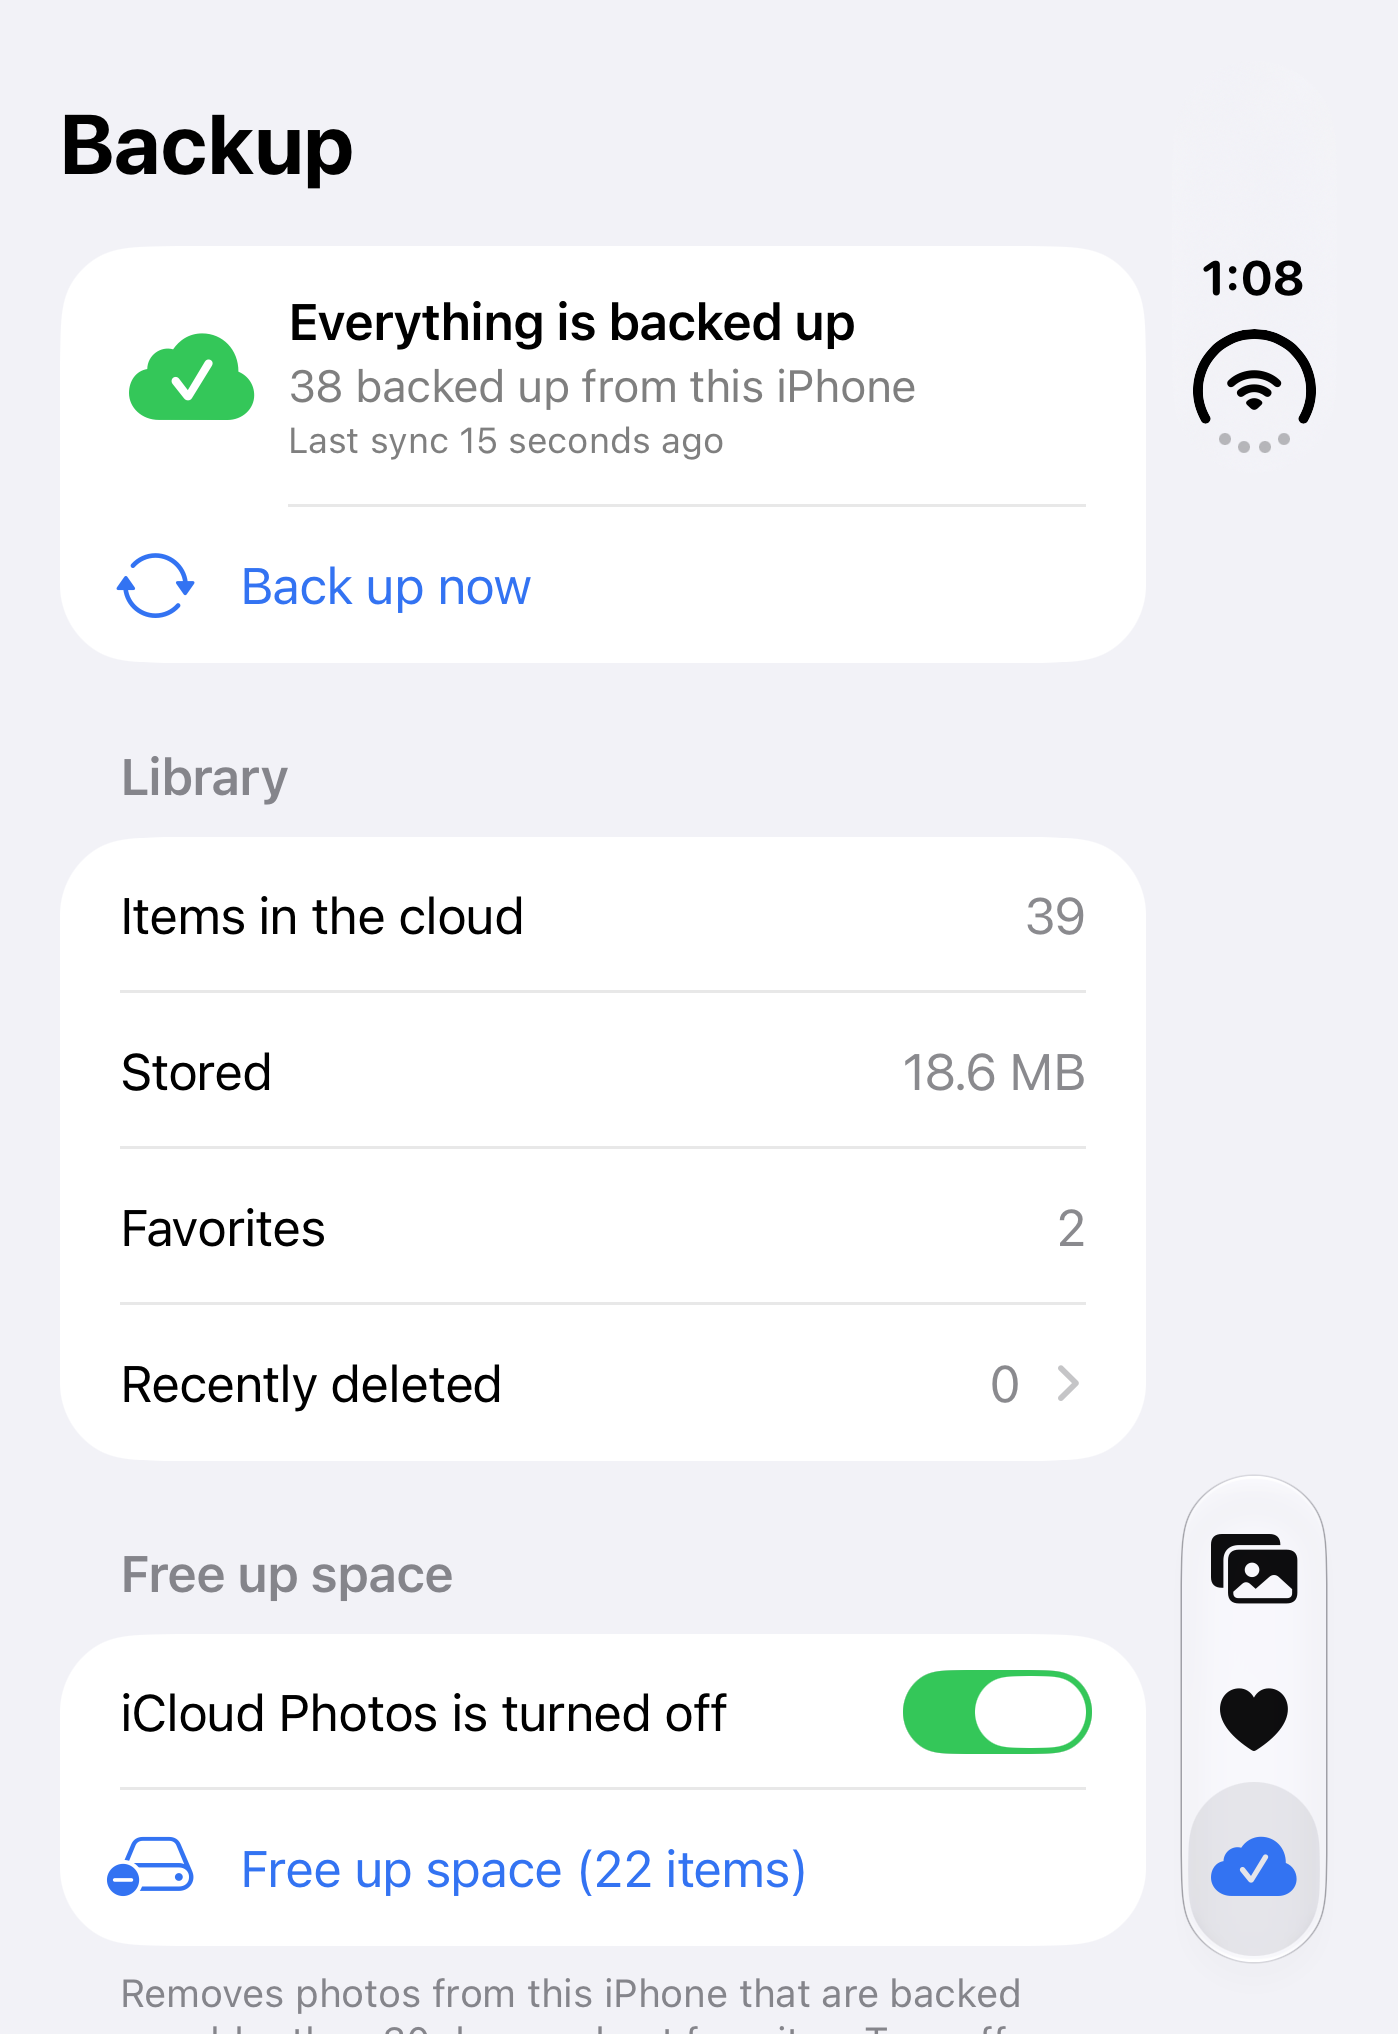 Backup
1:08
Everything is backed up
38 backed up from this iPhone
Last sync 15 seconds ago
Back up now
Library
Items in the cloud 39
Stored 18.6 MB
Favorites 2
Recently deleted 0
Free up space
iCloud Photos is turned off
Free up space (22 items)
Removes photos from this iPhone that are backed